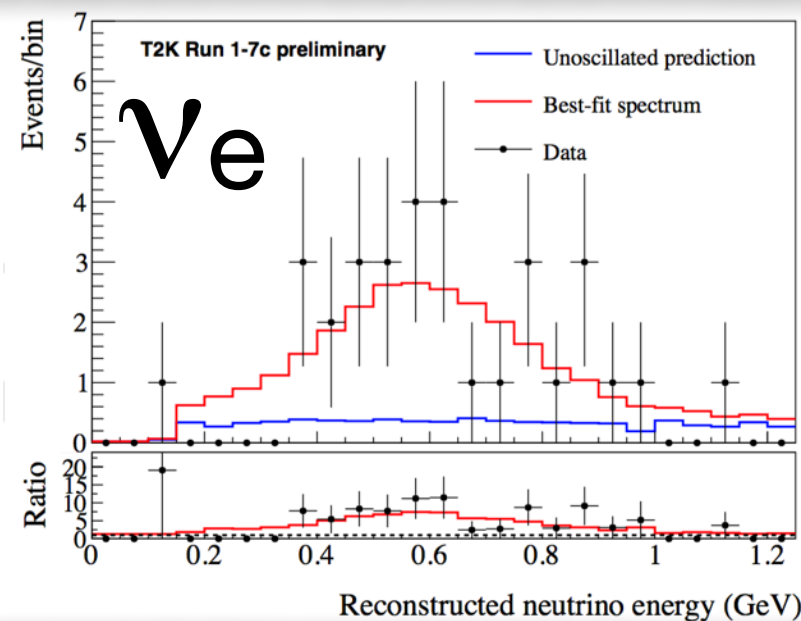 7
T2K Run 1-7c preliminary
Unoscillated prediction
6
Best-fit spectrum
νe
5
Data
4
3
2
1
0
Events/bin
20
15
10
5
0
Ratio
0 0.2 0.4 0.6 0.8 1 1.2
Reconstructed neutrino energy (GeV)